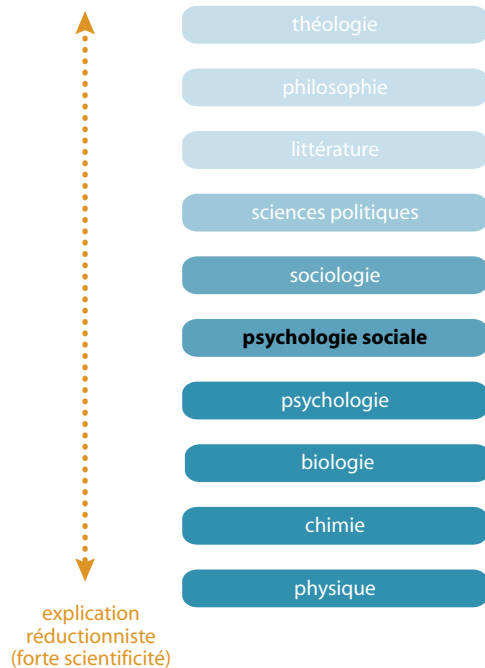 théologie
philosophie
littérature
sciences politiques
sociologie
psychologie sociale
psychologie
biologie
chimie
physique
explication
réductionniste
(forte scientificité)